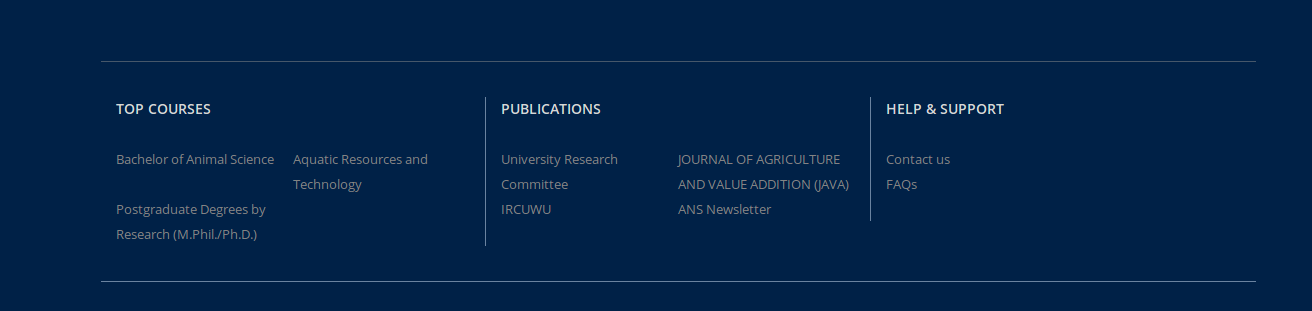 TOP COURSES
Bachelor of Animal Science
Aquatic Resources and
Technology
Postgraduate Degrees by
Research (M.Phil./Ph.D.)
PUBLICATIONS
University Research
Committee
IRCUWU
JOURNAL OF AGRICULTURE
AND VALUE ADDITION (JAVA)
ANS Newsletter
HELP & SUPPORT
Contact us
FAQs